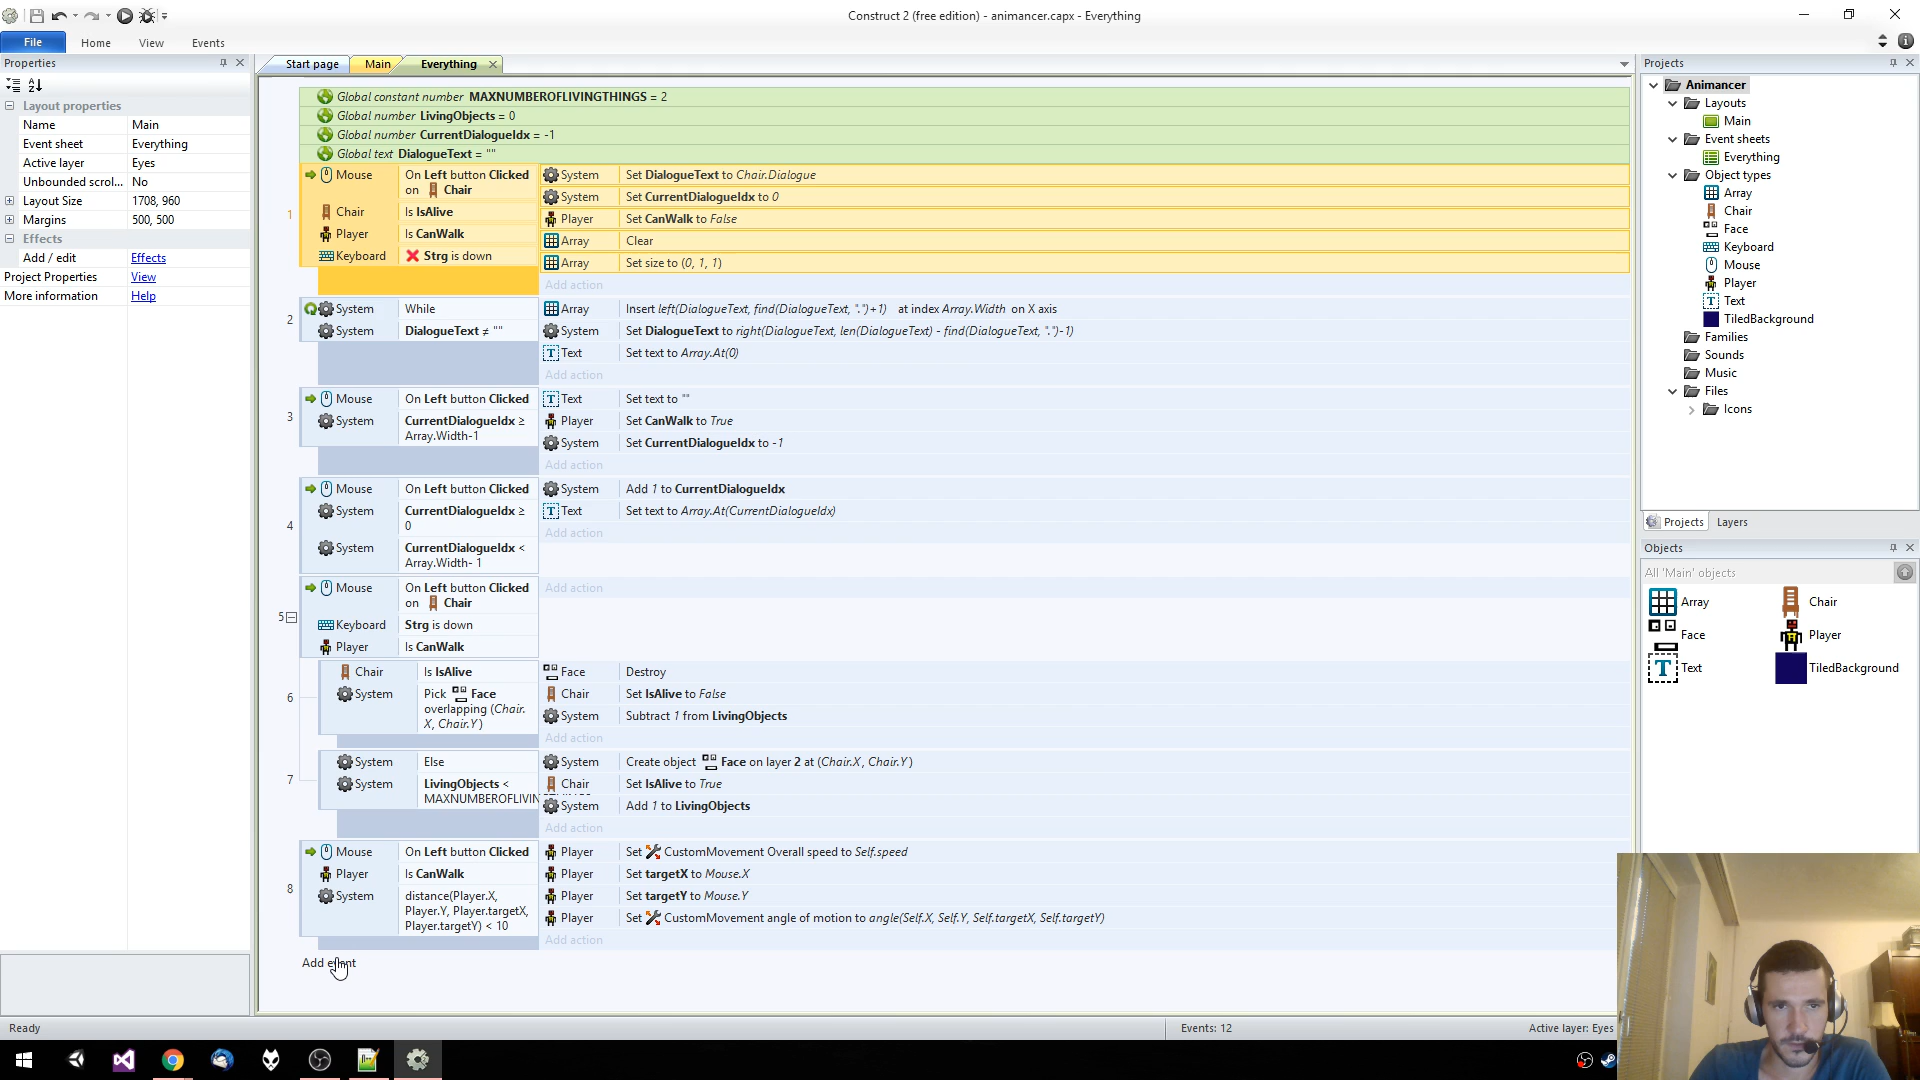 Construct 2 (free edition) - animancer.capx - Everything
File Home View Events
Properties
Layout properties
Name Main
Event sheet Everything
Active layer Eyes
Unbounded scrol... No
Layout Size 1708, 960
Margins 500, 500
Effects
Add / edit Effects
Project Properties View
More information Help
Start page Main Everything
Global constant number MAXNUMBEROFLIVINGTHINGS = 2
Global number LivingObjects = 0
Global number CurrentDialogueIdx = -1
Global text DialogueText = ""
1
Mouse On Left button Clicked on Chair
Chair Is IsAlive
Player Is CanWalk
Keyboard Strg is down
System Set DialogueText to Chair.Dialogue
System Set CurrentDialogueIdx to 0
Player Set CanWalk to False
Array Clear
Array Set size to (0, 1, 1)
Add action
2
System While
System DialogueText ≠ ""
Array Insert left(DialogueText, find(DialogueText, ".")+1) at index Array.Width on X axis
System Set DialogueText to right(DialogueText, len(DialogueText) - find(DialogueText, ".")-1)
Text Set text to Array.At(0)
Add action
3
Mouse On Left button Clicked
System CurrentDialogueIdx ≥
Array.Width-1
Text Set text to ""
Player Set CanWalk to True
System Set CurrentDialogueIdx to -1
Add action
4
Mouse On Left button Clicked
System CurrentDialogueIdx ≥
0
System CurrentDialogueIdx <
Array.Width- 1
System Add 1 to CurrentDialogueIdx
Text Set text to Array.At(CurrentDialogueIdx)
Add action
5
Mouse On Left button Clicked
on Chair
Keyboard Strg is down
Player Is CanWalk
Add action
6
Chair Is IsAlive
System Pick Face
overlapping (Chair.
X, Chair.Y)
Face Destroy
Chair Set IsAlive to False
System Subtract 1 from LivingObjects
Add action
7
System Else
System LivingObjects <
MAXNUMBEROFLIVIN
System Create object Face on layer 2 at (Chair.X, Chair.Y)
Chair Set IsAlive to True
System Add 1 to LivingObjects
Add action
8
Mouse On Left button Clicked
Player Is CanWalk
System distance(Player.X,
Player.Y, Player.targetX,
Player.targetY) < 10
Player Set CustomMovement Overall speed to Self.speed
Player Set targetX to Mouse.X
Player Set targetY to Mouse.Y
Player Set CustomMovement angle of motion to angle(Self.X, Self.Y, Self.targetX, Self.targetY)
Add action
Add event
Projects
Animancer
Layouts
Main
Event sheets
Everything
Object types
Array
Chair
Face
Keyboard
Mouse
Player
Text
TiledBackground
Families
Sounds
Music
Files
Icons
Projects Layers
Objects
All 'Main' objects
Array Chair
Face Player
Text TiledBackground
Ready Events: 12 Active layer: Eyes